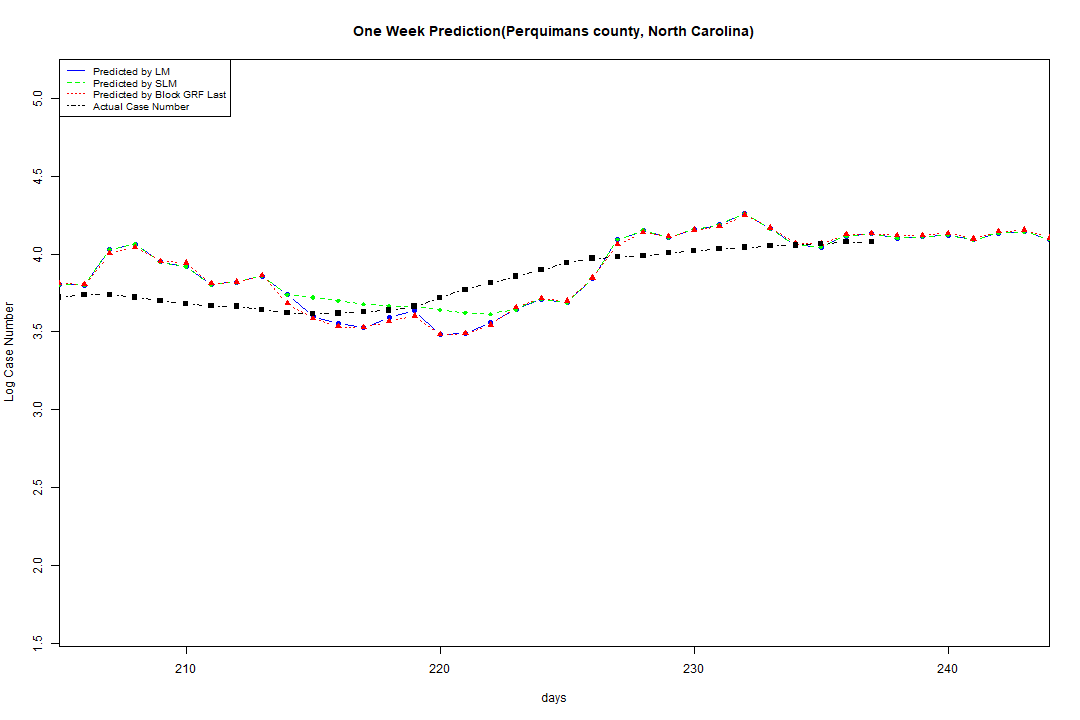 One Week Prediction(Perquimans county, North Carolina)
Predicted by LM
Predicted by SLM
Predicted by Block GRF Last
Actual Case Number
5.0
4.5
4.0
3.5
3.0
2.5
2.0
1.5
Log Case Number
210 220 230 240
days